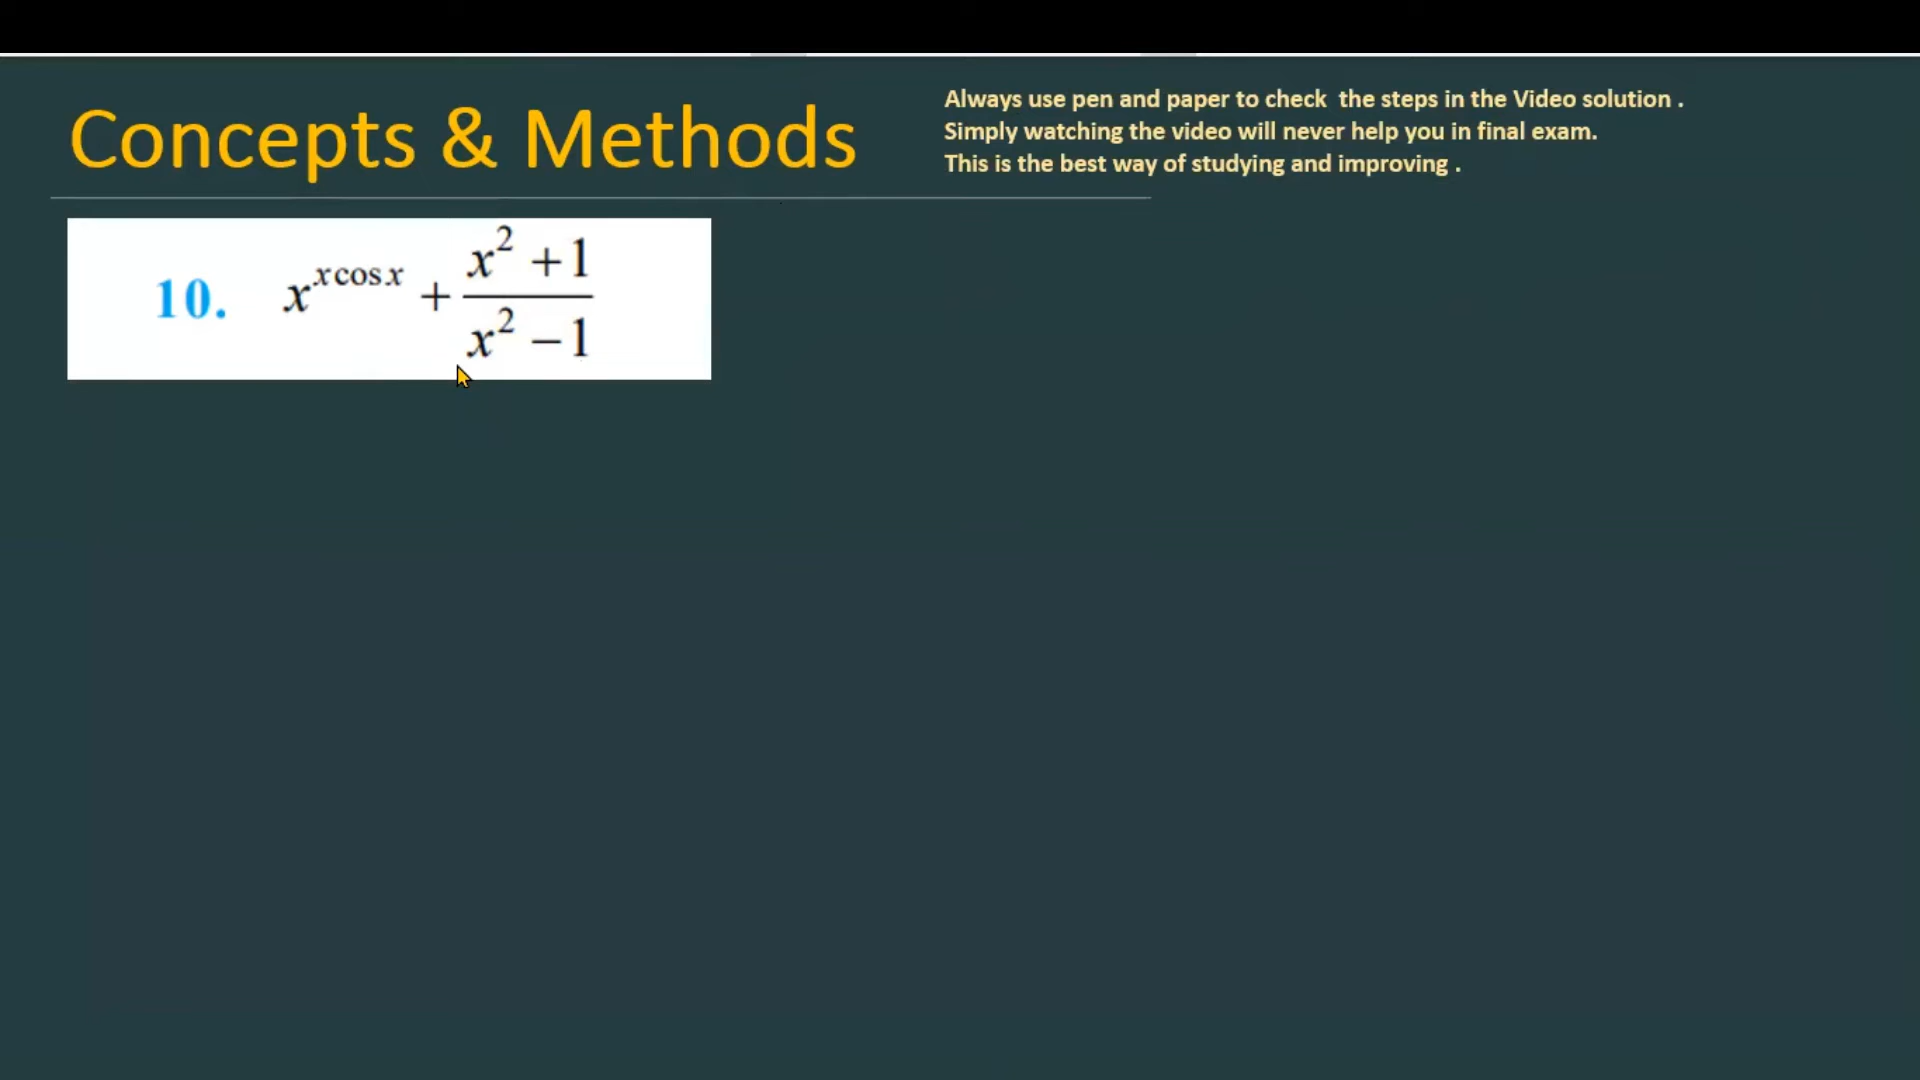 Concepts & Methods
Always use pen and paper to check the steps in the Video solution .
Simply watching the video will never help you in final exam.
This is the best way of studying and improving .
10. x^{x cos x} + \frac{x^2 + 1}{x^2 - 1}